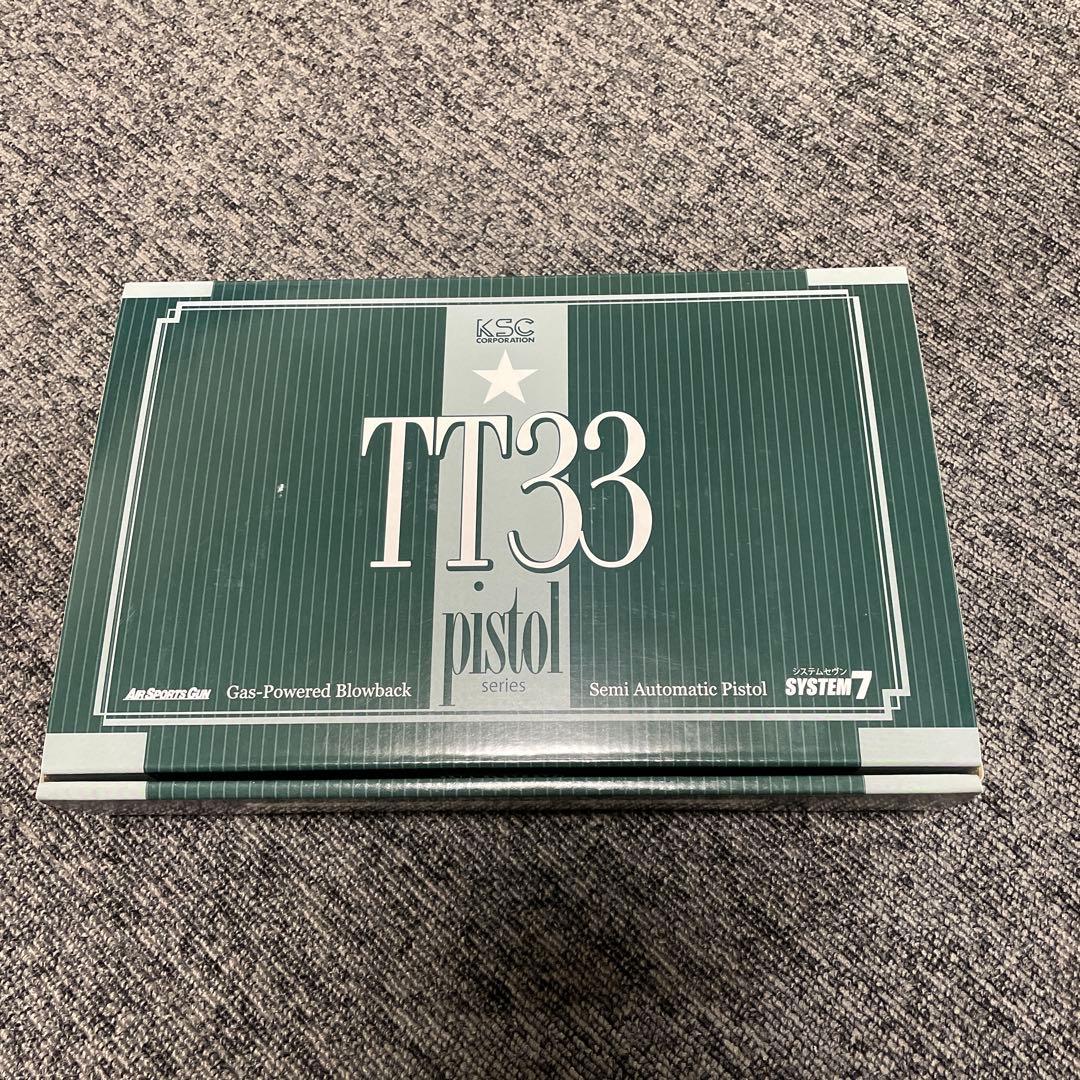 KSC
CORPORATION
TT33
pistol
series
AIR SPORTS GUN
Gas-Powered Blowback
Semi Automatic Pistol
システムセヴン
SYSTEM7